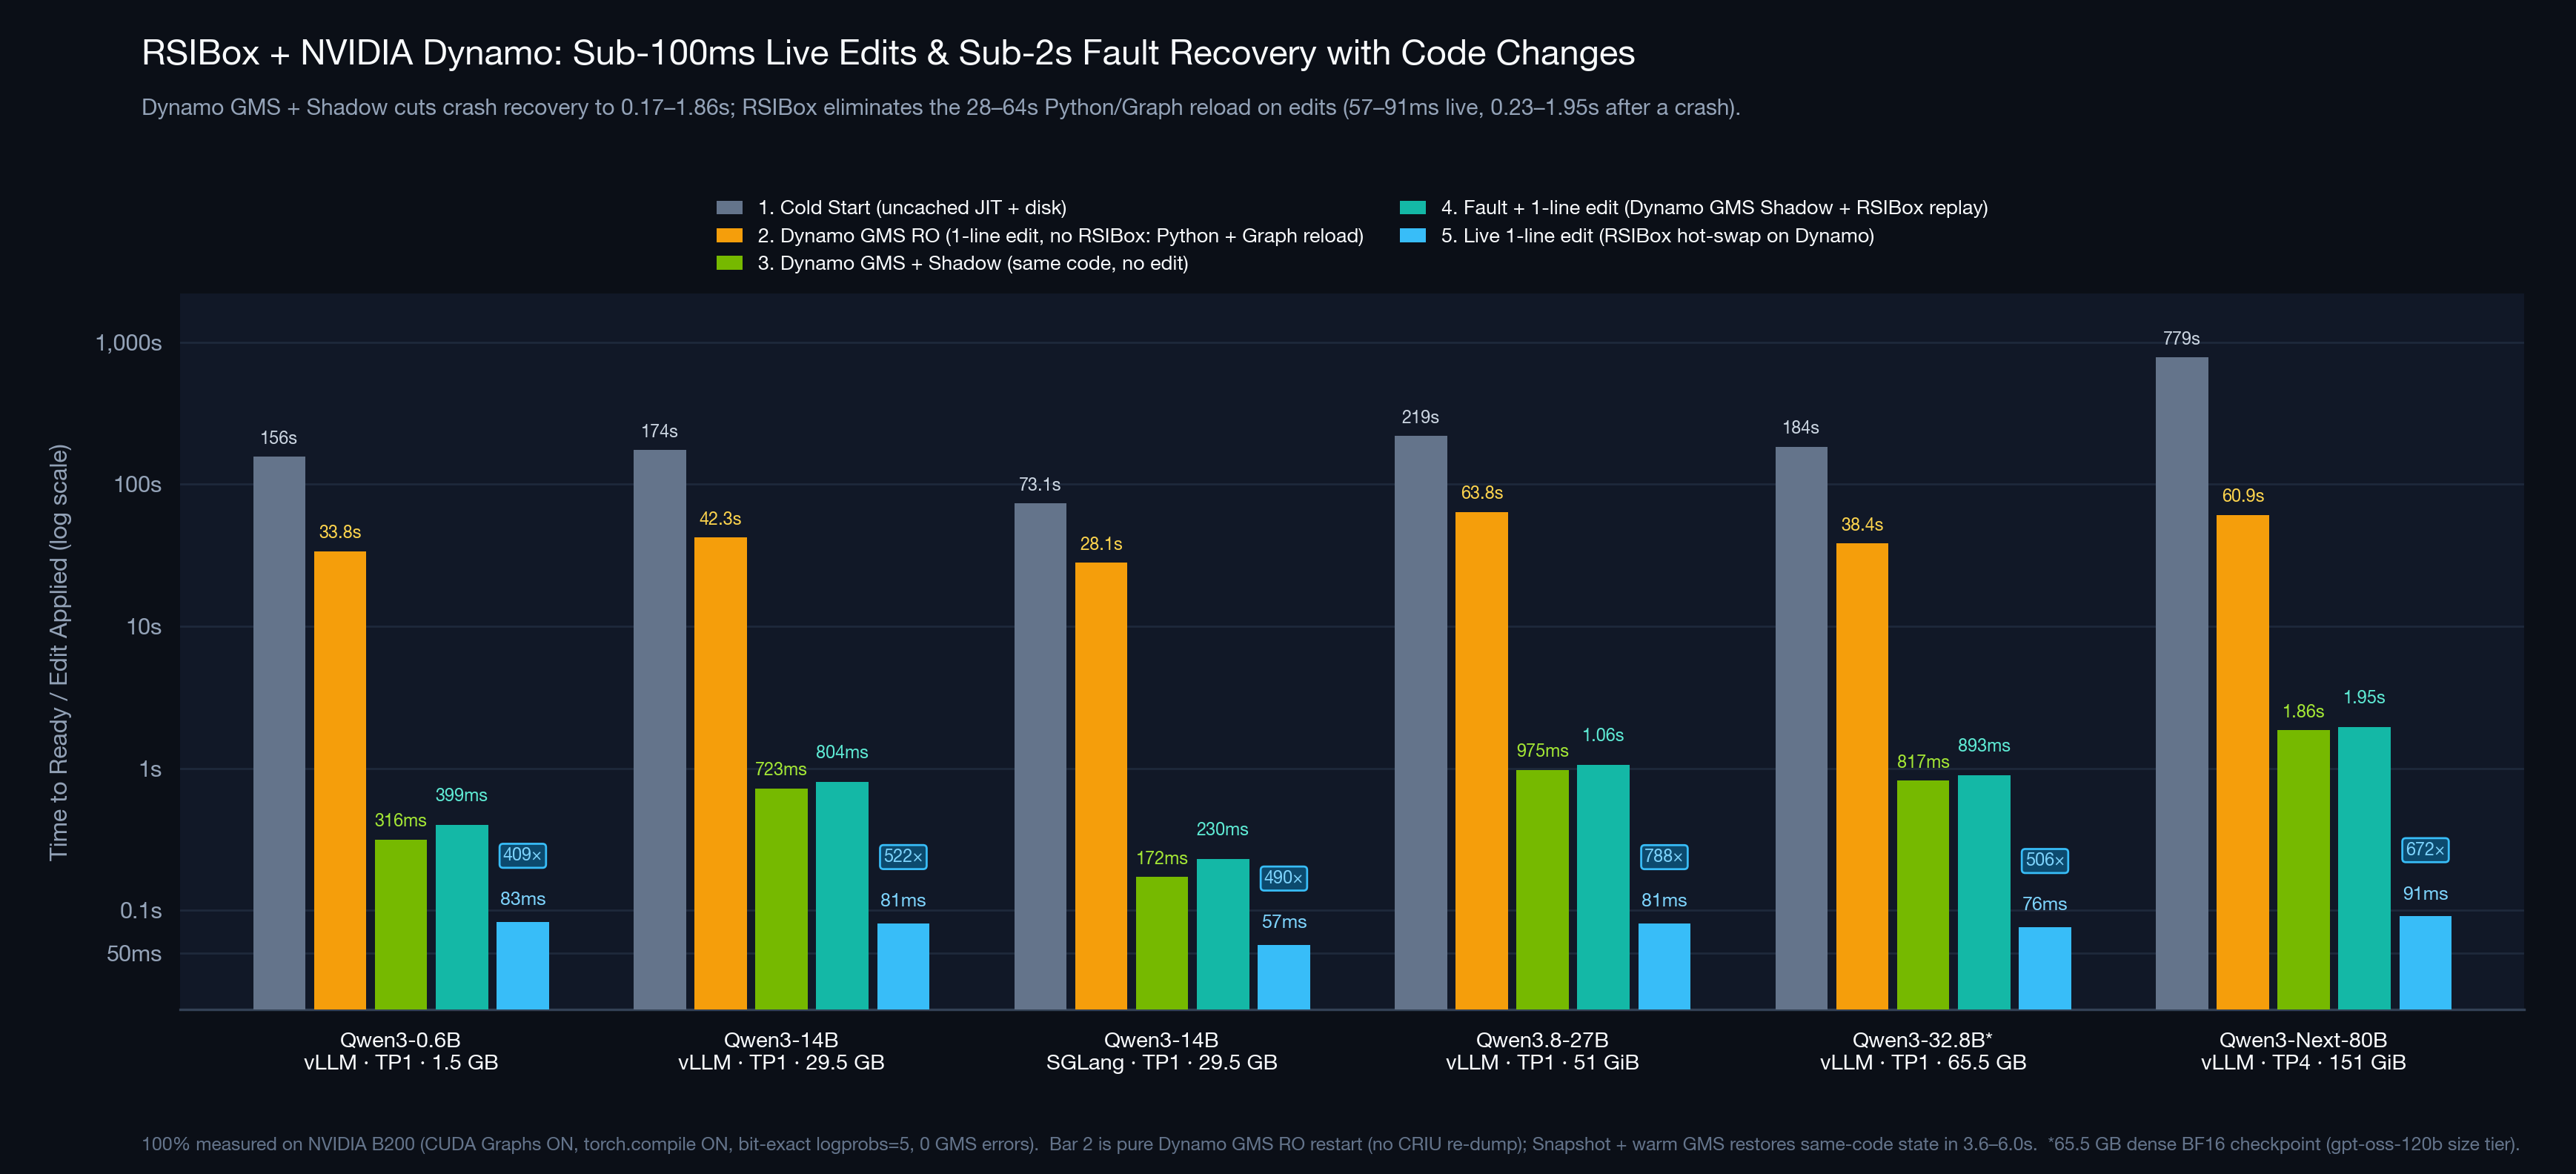 RSIBox + NVIDIA Dynamo: Sub-100ms Live Edits & Sub-2s Fault Recovery with Code Changes
Dynamo GMS + Shadow cuts crash recovery to 0.17–1.86s; RSIBox eliminates the 28–64s Python/Graph reload on edits (57–91ms live, 0.23–1.95s after a crash).
1. Cold Start (uncached JIT + disk)
2. Dynamo GMS RO (1-line edit, no RSIBox: Python + Graph reload)
3. Dynamo GMS + Shadow (same code, no edit)
4. Fault + 1-line edit (Dynamo GMS Shadow + RSIBox replay)
5. Live 1-line edit (RSIBox hot-swap on Dynamo)
Time to Ready / Edit Applied (log scale)
1,000s
100s
10s
1s
0.1s
50ms
156s
33.8s
316ms
399ms
409×
83ms
174s
42.3s
723ms
804ms
522×
81ms
73.1s
28.1s
172ms
230ms
490×
57ms
219s
63.8s
975ms
1.06s
788×
81ms
184s
38.4s
817ms
893ms
506×
76ms
779s
60.9s
1.86s
1.95s
672×
91ms
Qwen3-0.6B
vLLM · TP1 · 1.5 GB
Qwen3-14B
vLLM · TP1 · 29.5 GB
Qwen3-14B
SGLang · TP1 · 29.5 GB
Qwen3.8-27B
vLLM · TP1 · 51 GiB
Qwen3-32.8B*
vLLM · TP1 · 65.5 GB
Qwen3-Next-80B
vLLM · TP4 · 151 GiB
100% measured on NVIDIA B200 (CUDA Graphs ON, torch.compile ON, bit-exact logprobs=5, 0 GMS errors). Bar 2 is pure Dynamo GMS RO restart (no CRIU re-dump); Snapshot + warm GMS restores same-code state in 3.6–6.0s. *65.5 GB dense BF16 checkpoint (gpt-oss-120b size tier).